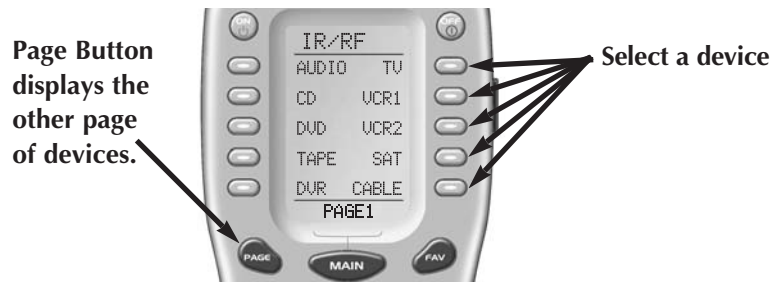 Page Button
displays the
other page
of devices.
ON
OFF
IR/RF
AUDIO TV
CD VCR1
DVD VCR2
TAPE SAT
DVR CABLE
PAGE1
PAGE
MAIN
FAV
Select a device